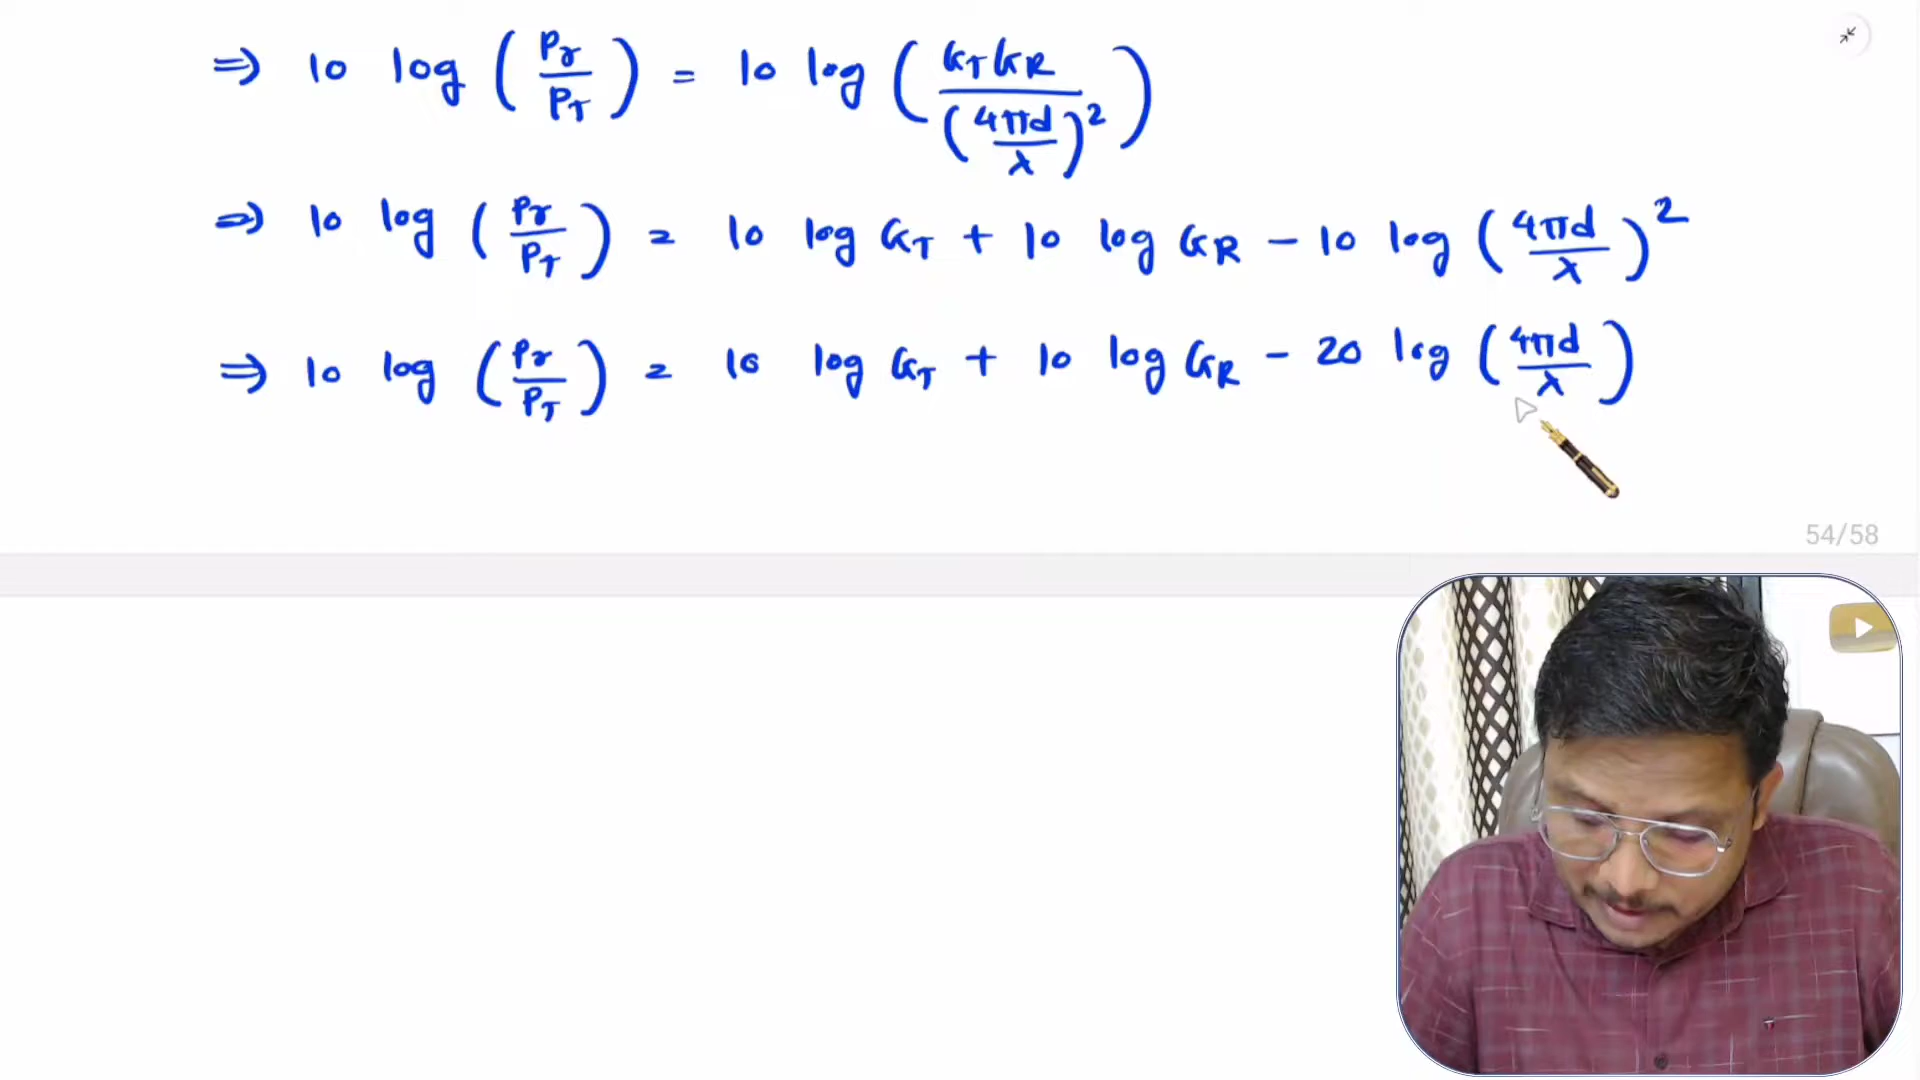 ⇒ 10 log (Pr/PT) = 10 log (GT GR / (4πd/λ)²)
⇒ 10 log (Pr/PT) = 10 log GT + 10 log GR − 10 log (4πd/λ)²
⇒ 10 log (Pr/PT) = 10 log GT + 10 log GR − 20 log (4πd/λ)
54/58